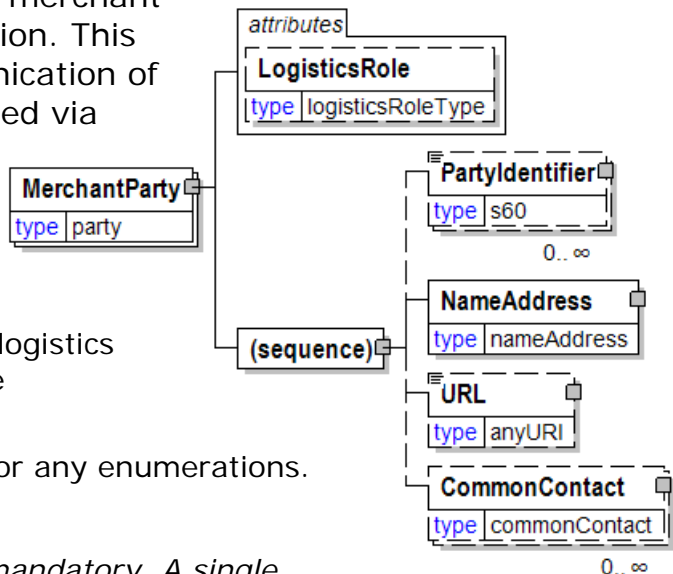 merchant
ion. This
nication of
ed via
attributes
LogisticsRole
type logisticsRoleType
MerchantParty
type party
PartyIdentifier
type s60
0.. ∞
NameAddress
type nameAddress
logistics
e
(sequence)
URL
type anyURI
or any enumerations.
CommonContact
type commonContact
0.. ∞
mandatory. A single